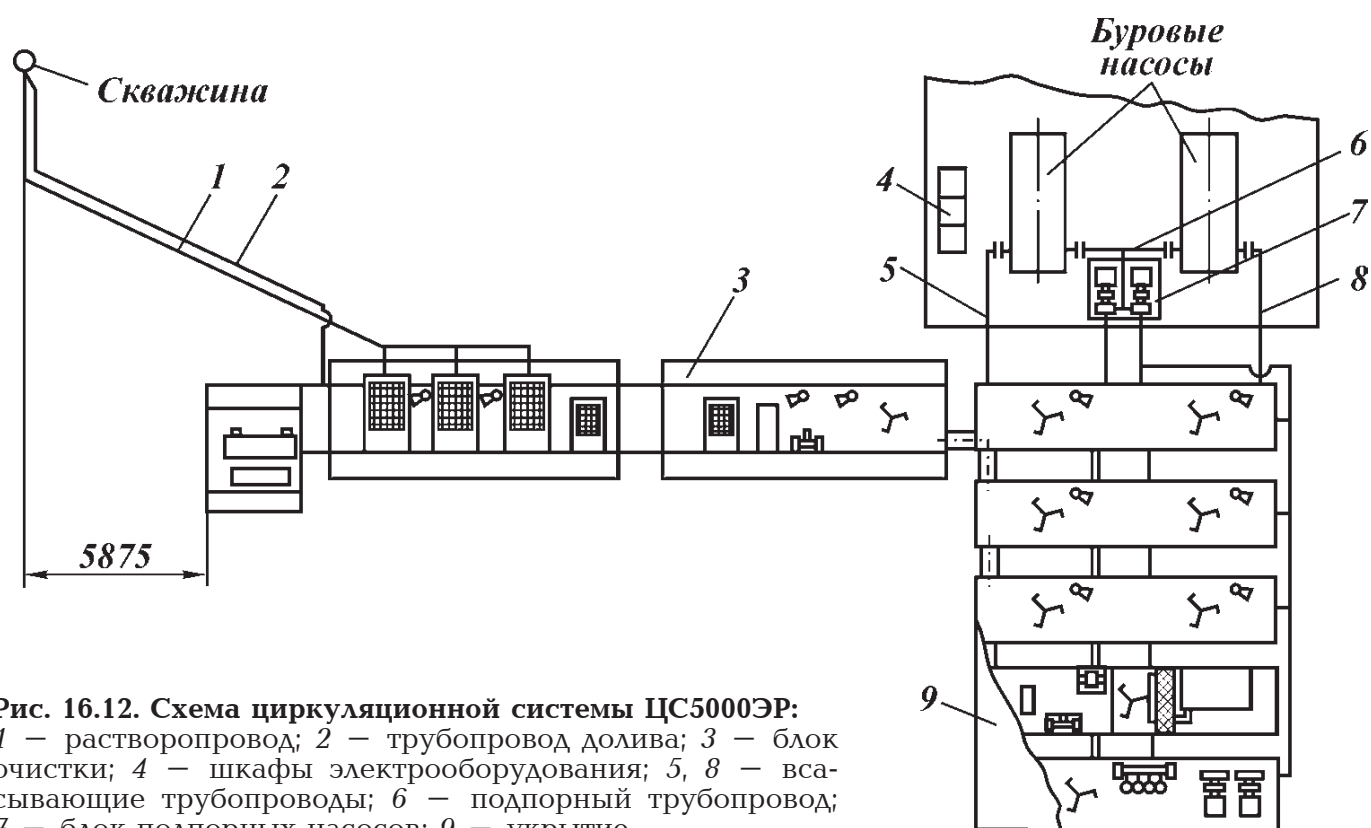 Буровые
насосы
Скважина
1
2
3
4
5
6
7
8
9
5875
Рис. 16.12. Схема циркуляционной системы ЦС5000ЭР:
1 — растворопровод; 2 — трубопровод долива; 3 — блок
очистки; 4 — шкафы электрооборудования; 5, 8 — вса-
сывающие трубопроводы; 6 — подпорный трубопровод;
7 — блок подпорных насосов; 9 — укрытие